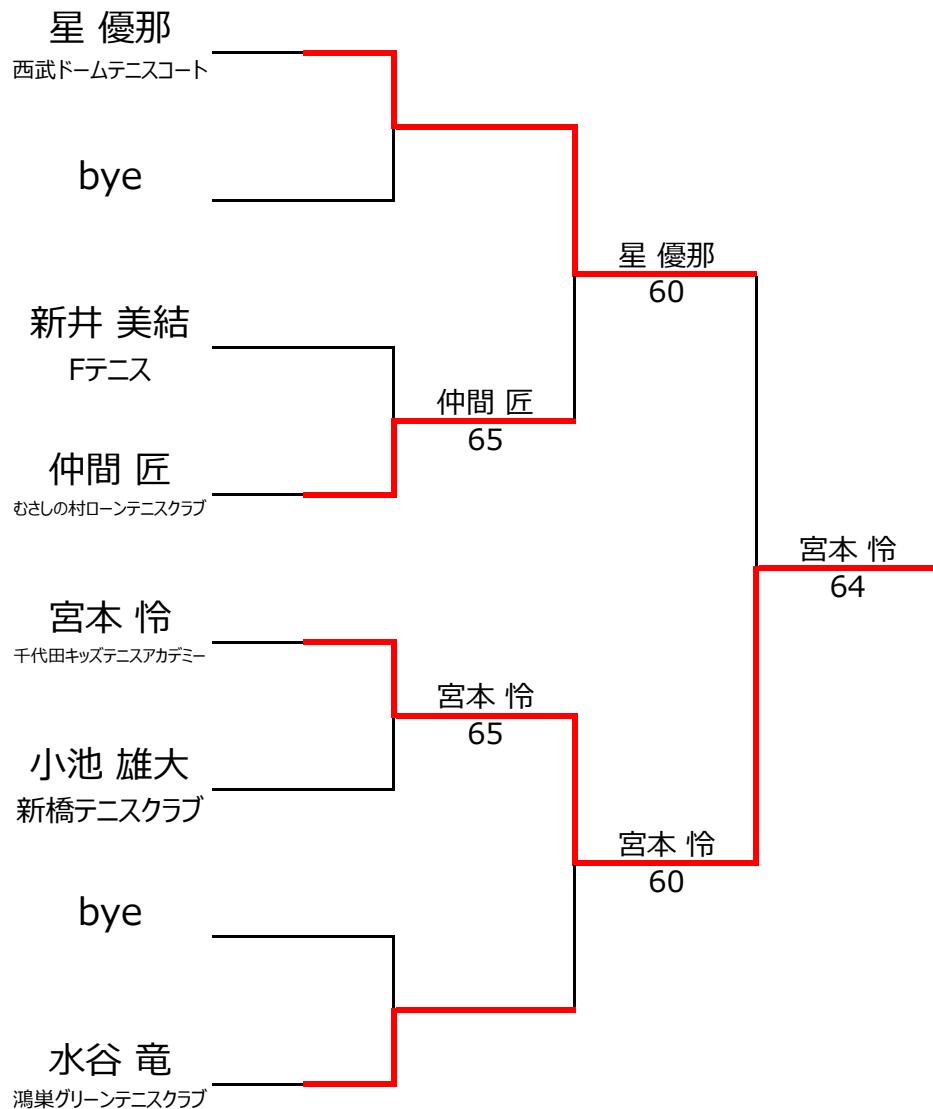 星 優那
西武ドームテニスコート
bye
新井 美結
Fテニス
仲間 匠
むさしの村ローンテニスクラブ
宮本 怜
千代田キッズテニスアカデミー
小池 雄大
新橋テニスクラブ
bye
水谷 竜
鴻巣グリーンテニスクラブ
仲間 匠
65
宮本 怜
65
星 優那
60
宮本 怜
60
宮本 怜
64